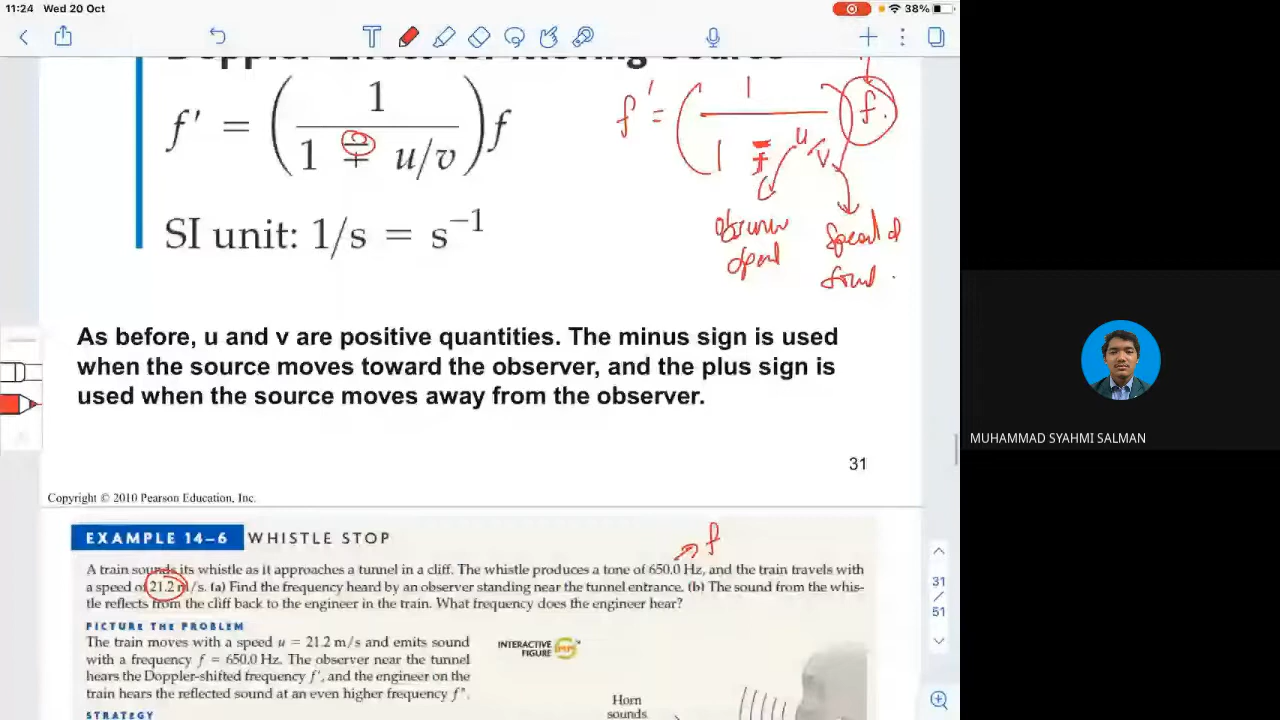 11:24 Wed 20 Oct
38%
Doppler Effect for Moving Source
f' = (1 / 1 ∓ u/v) f
f' = (1 / 1 ∓ u/v) f.
SI unit: 1/s = s⁻¹
observer speed
speed of sound.
As before, u and v are positive quantities. The minus sign is used
when the source moves toward the observer, and the plus sign is
used when the source moves away from the observer.
31
Copyright © 2010 Pearson Education, Inc.
f
EXAMPLE 14–6 WHISTLE STOP
A train sounds its whistle as it approaches a tunnel in a cliff. The whistle produces a tone of 650.0 Hz, and the train travels with
a speed of 21.2 m/s. (a) Find the frequency heard by an observer standing near the tunnel entrance. (b) The sound from the whis-
tle reflects from the cliff back to the engineer in the train. What frequency does the engineer hear?
PICTURE THE PROBLEM
The train moves with a speed u = 21.2 m/s and emits sound
with a frequency f = 650.0 Hz. The observer near the tunnel
hears the Doppler-shifted frequency f', and the engineer on the
train hears the reflected sound at an even higher frequency f".
STRATEGY
INTERACTIVE
FIGURE
Horn
sounds
31
/
51
MUHAMMAD SYAHMI SALMAN